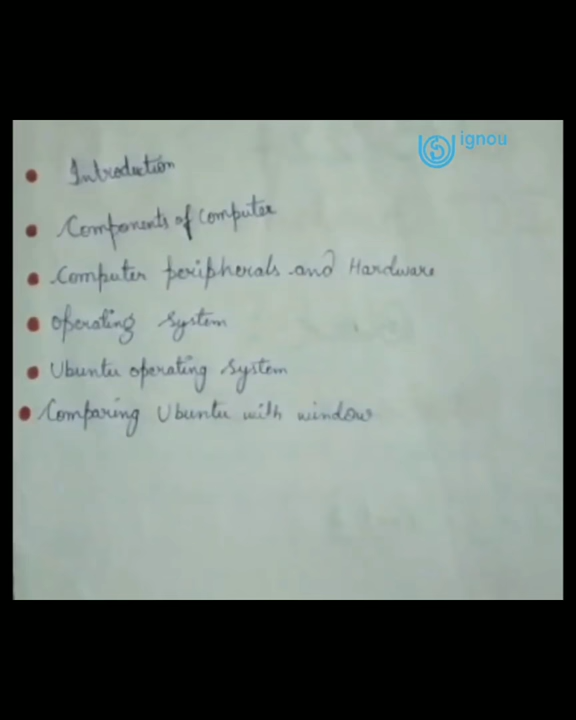 ignou
• Introduction
• Components of Computer
• Computer peripherals and Hardware
• Operating System
• Ubuntu operating System
• Comparing Ubuntu with window